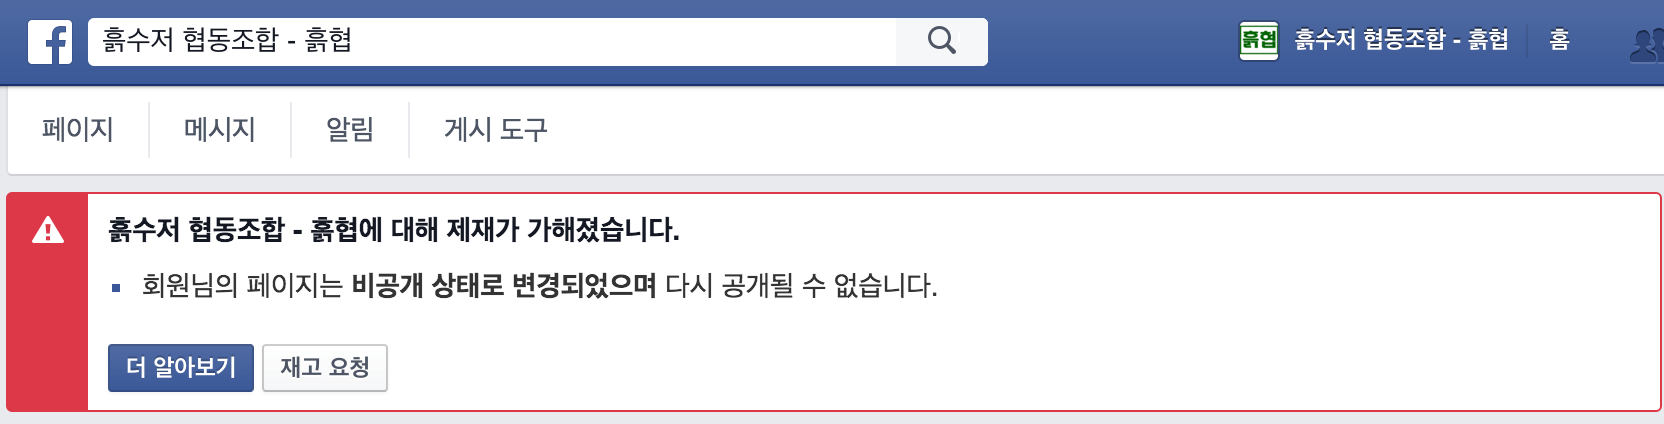 흙수저 협동조합 - 흙협
흙협 흙수저 협동조합 - 흙협 홈
페이지 메시지 알림 게시 도구
흙수저 협동조합 - 흙협에 대해 제재가 가해졌습니다.
회원님의 페이지는 비공개 상태로 변경되었으며 다시 공개될 수 없습니다.
더 알아보기 재고 요청